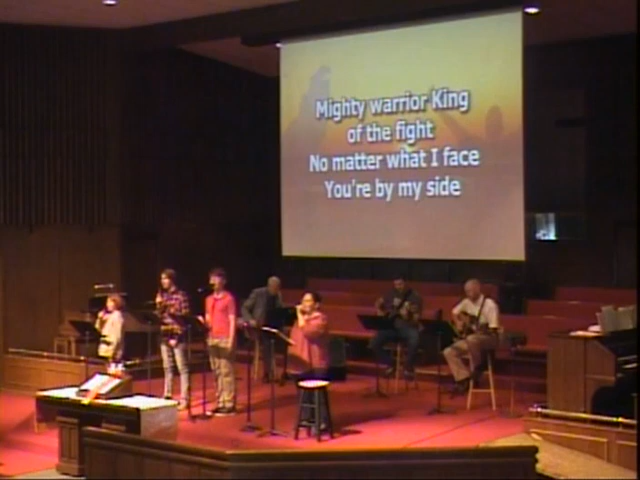 Mighty warrior King
of the fight
No matter what I face
You're by my side